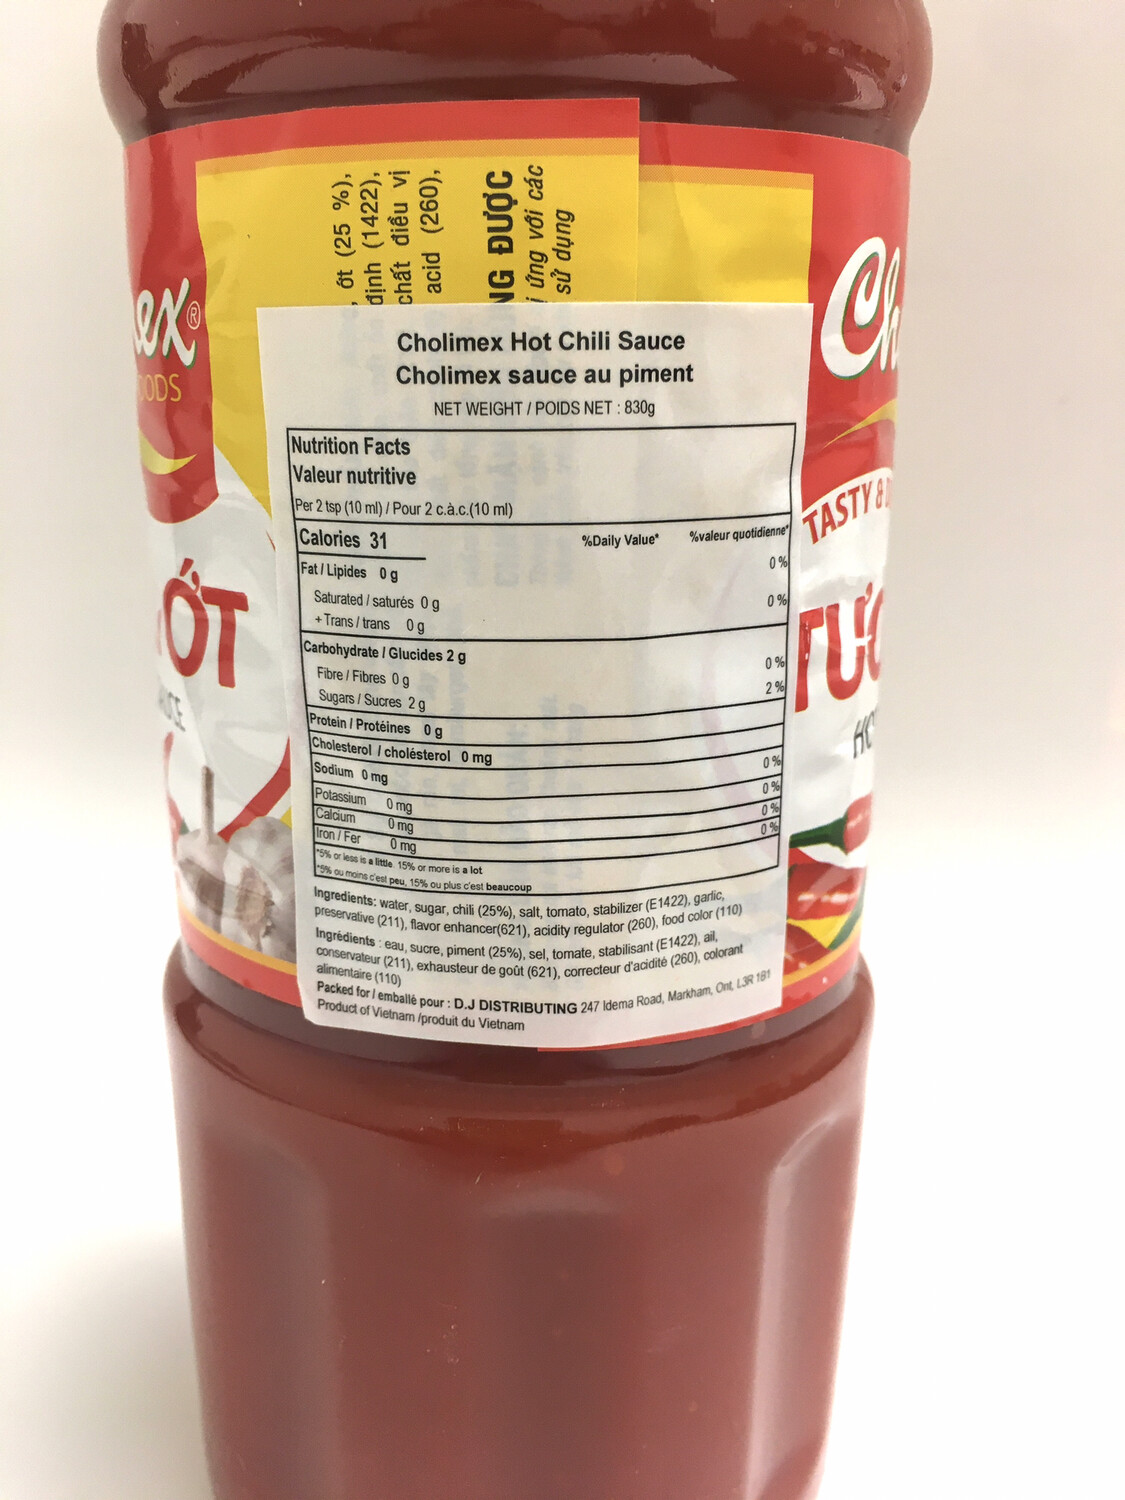 ex®
OODS
ỚT
ớt (25 %),
định (1422),
chất điều vị
acid (260),
NG ĐƯỢC
ị ứng với các
sử dụng
Ch
TASTY & D
TƯƠ
Cholimex Hot Chili Sauce
Cholimex sauce au piment
NET WEIGHT / POIDS NET : 830g
Nutrition Facts
Valeur nutritive
Per 2 tsp (10 ml) / Pour 2 c.à.c.(10 ml)
Calories 31 %Daily Value* %valeur quotidienne*
Fat / Lipides 0 g 0 %
Saturated / saturés 0 g 0 %
+ Trans / trans 0 g
Carbohydrate / Glucides 2 g
Fibre / Fibres 0 g 0 %
Sugars / Sucres 2 g 2 %
Protein / Protéines 0 g
Cholesterol / cholésterol 0 mg
Sodium 0 mg 0 %
Potassium 0 mg 0 %
Calcium 0 mg 0 %
Iron / Fer 0 mg 0 %
*5% or less is a little 15% or more is a lot
*5% ou moins c'est peu, 15% ou plus c'est beaucoup
Ingredients: water, sugar, chili (25%), salt, tomato, stabilizer (E1422), garlic,
preservative (211), flavor enhancer(621), acidity regulator (260), food color (110)
Ingrédients : eau, sucre, piment (25%), sel, tomate, stabilisant (E1422), ail,
conservateur (211), exhausteur de goût (621), correcteur d'acidité (260), colorant
alimentaire (110)
Packed for / emballé pour : D.J DISTRIBUTING 247 Idema Road, Markham, Ont, L3R 1B1
Product of Vietnam /produit du Vietnam